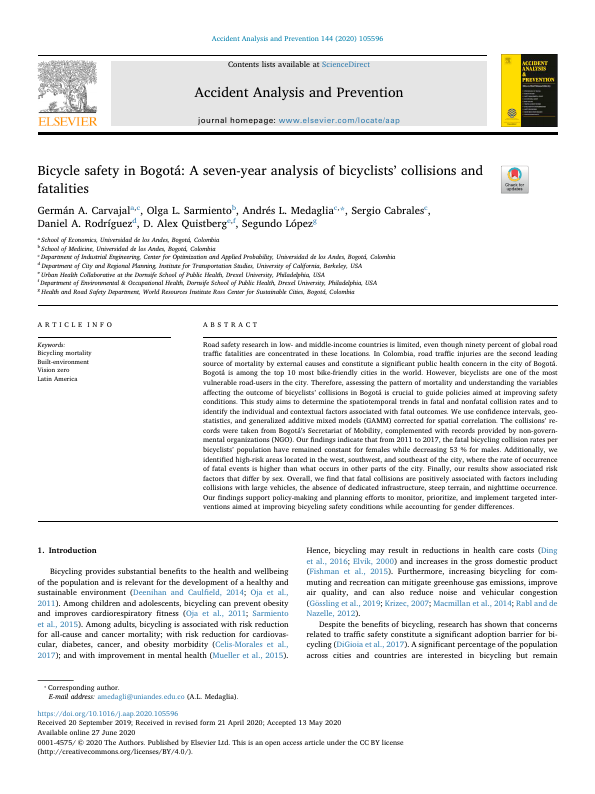 Accident Analysis and Prevention 144 (2020) 105596
Contents lists available at ScienceDirect
Accident Analysis and Prevention
journal homepage: www.elsevier.com/locate/aap
ELSEVIER
ACCIDENT
ANALYSIS
&
PREVENTION
Bicycle safety in Bogotá: A seven-year analysis of bicyclists' collisions and
fatalities
Check for
updates
Germán A. Carvajal a,c, Olga L. Sarmiento b, Andrés L. Medaglia c,*, Sergio Cabrales c,
Daniel A. Rodríguez d, D. Alex Quistberg e,f, Segundo López g
a School of Economics, Universidad de los Andes, Bogotá, Colombia
b School of Medicine, Universidad de los Andes, Bogotá, Colombia
c Department of Industrial Engineering, Center for Optimization and Applied Probability, Universidad de los Andes, Bogotá, Colombia
d Department of City and Regional Planning, Institute for Transportation Studies, University of California, Berkeley, USA
e Urban Health Collaborative at the Dornsife School of Public Health, Drexel University, Philadelphia, USA
f Department of Environmental & Occupational Health, Dornsife School of Public Health, Drexel University, Philadelphia, USA
g Health and Road Safety Department, World Resources Institute Ross Center for Sustainable Cities, Bogotá, Colombia
ARTICLE INFO
Keywords:
Bicycling mortality
Built-environment
Vision zero
Latin America
ABSTRACT
Road safety research in low- and middle-income countries is limited, even though ninety percent of global road
traffic fatalities are concentrated in these locations. In Colombia, road traffic injuries are the second leading
source of mortality by external causes and constitute a significant public health concern in the city of Bogotá.
Bogotá is among the top 10 most bike-friendly cities in the world. However, bicyclists are one of the most
vulnerable road-users in the city. Therefore, assessing the pattern of mortality and understanding the variables
affecting the outcome of bicyclists' collisions in Bogotá is crucial to guide policies aimed at improving safety
conditions. This study aims to determine the spatiotemporal trends in fatal and nonfatal collision rates and to
identify the individual and contextual factors associated with fatal outcomes. We use confidence intervals, geo-
statistics, and generalized additive mixed models (GAMM) corrected for spatial correlation. The collisions' re-
cords were taken from Bogotá's Secretariat of Mobility, complemented with records provided by non-govern-
mental organizations (NGO). Our findings indicate that from 2011 to 2017, the fatal bicycling collision rates per
bicyclists' population have remained constant for females while decreasing 53 % for males. Additionally, we
identified high-risk areas located in the west, southwest, and southeast of the city, where the rate of occurrence
of fatal events is higher than what occurs in other parts of the city. Finally, our results show associated risk
factors that differ by sex. Overall, we find that fatal collisions are positively associated with factors including
collisions with large vehicles, the absence of dedicated infrastructure, steep terrain, and nighttime occurrence.
Our findings support policy-making and planning efforts to monitor, prioritize, and implement targeted inter-
ventions aimed at improving bicycling safety conditions while accounting for gender differences.
1. Introduction
Bicycling provides substantial benefits to the health and wellbeing
of the population and is relevant for the development of a healthy and
sustainable environment (Deenihan and Caulfield, 2014; Oja et al.,
2011). Among children and adolescents, bicycling can prevent obesity
and improves cardiorespiratory fitness (Oja et al., 2011; Sarmiento
et al., 2015). Among adults, bicycling is associated with risk reduction
for all-cause and cancer mortality; with risk reduction for cardiovas-
cular, diabetes, cancer, and obesity morbidity (Celis-Morales et al.,
2017); and with improvement in mental health (Mueller et al., 2015).
Hence, bicycling may result in reductions in health care costs (Ding
et al., 2016; Elvik, 2000) and increases in the gross domestic product
(Fishman et al., 2015). Furthermore, increasing bicycling for com-
muting and recreation can mitigate greenhouse gas emissions, improve
air quality, and can also reduce noise and vehicular congestion
(Gössling et al., 2019; Krizec, 2007; Macmillan et al., 2014; Rabl and de
Nazelle, 2012).
Despite the benefits of bicycling, research has shown that concerns
related to traffic safety constitute a significant adoption barrier for bi-
cycling (DiGioia et al., 2017). A significant percentage of the population
across cities and countries are interested in bicycling but remain
* Corresponding author.
E-mail address: amedagli@uniandes.edu.co (A.L. Medaglia).
https://doi.org/10.1016/j.aap.2020.105596
Received 20 September 2019; Received in revised form 21 April 2020; Accepted 13 May 2020
Available online 27 June 2020
0001-4575/ © 2020 The Authors. Published by Elsevier Ltd. This is an open access article under the CC BY license
(http://creativecommons.org/licenses/BY/4.0/).